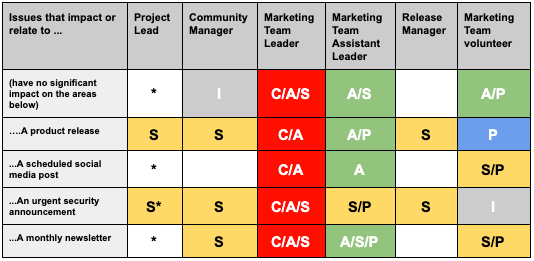 Issues that impact or relate to ...
Project Lead
Community Manager
Marketing Team Leader
Marketing Team Assistant Leader
Release Manager
Marketing Team volunteer
(have no significant impact on the areas below)
*
I
C/A/S
A/S
A/P
....A product release
S
S
C/A
A/P
S
P
...A scheduled social media post
*
C/A
A
S/P
...An urgent security announcement
S*
S
C/A/S
S/P
S
I
...A monthly newsletter
*
S
C/A/S
A/S/P
S/P